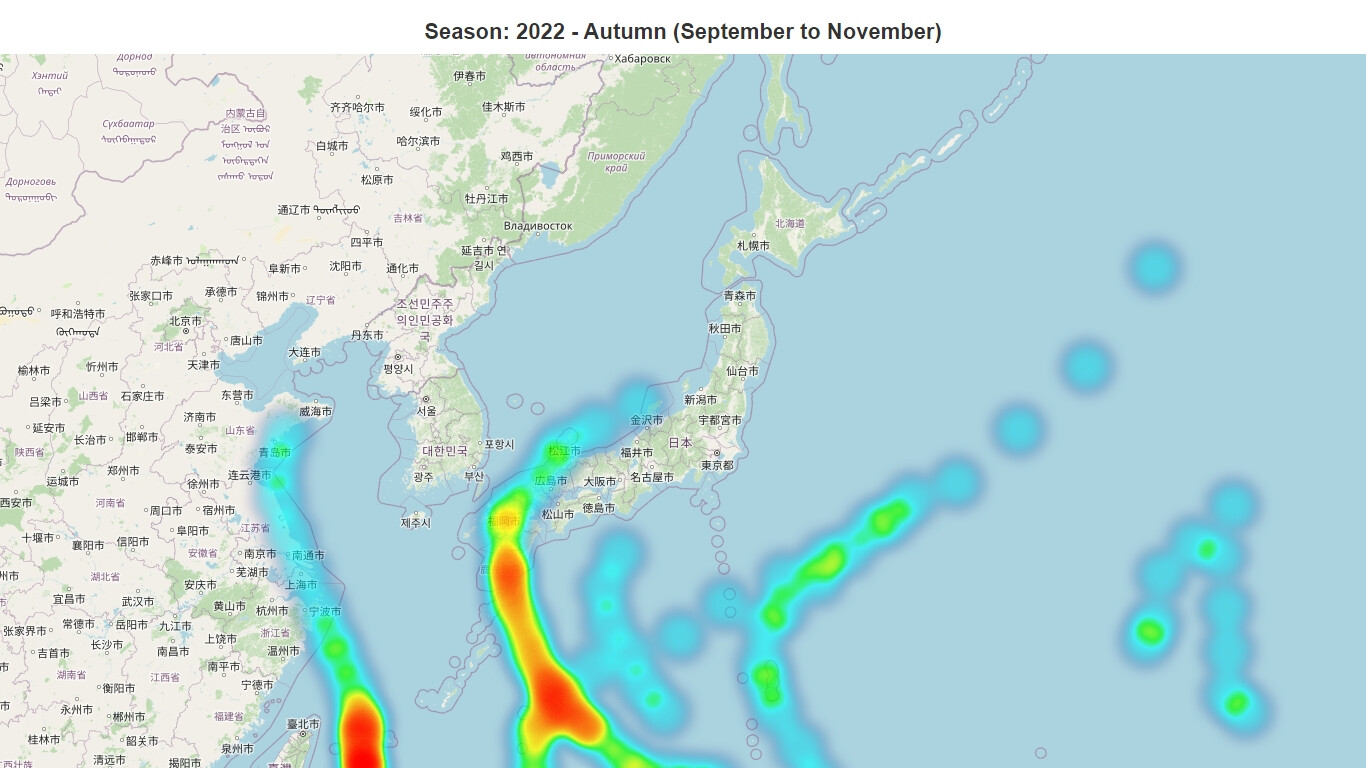 Season: 2022 - Autumn (September to November)
Дорнод
Хэнтий
Сүхбаатар
Дорноговь
автономная
область
Хабаровск
伊春市
齐齐哈尔市
绥化市
佳木斯市
内蒙古自
治区
白城市
哈尔滨市
鸡西市
Приморский
край
松原市
牡丹江市
通辽市
吉林省
Владивосток
四平市
延吉市 연
길시
赤峰市
阜新市
沈阳市
通化市
北海道
札幌市
张家口市
承德市
锦州市
辽宁省
조선민주주
의인민공화
국
青森市
呼和浩特市
北京市
河北省
唐山市
大连市
丹东市
秋田市
天津市
평양시
榆林市
忻州市
仙台市
吕梁市
山西省
石家庄市
东营市
威海市
서울
新潟市
延安市
长治市
邯郸市
济南市
山东省
金沢市
宇都宮市
陕西省
泰安市
青岛市
대한민국
포항시
松江市
福井市
日本
東京都
运城市
郑州市
徐州市
连云港市
광주
부산
広島市
大阪市
名古屋市
西安市
河南省
周口市
宿州市
제주시
福岡市
松山市
徳島市
十堰市
襄阳市
信阳市
阜阳市
江苏省
安徽省
南京市
南通市
湖北省
芜湖市
上海市
宜昌市
武汉市
安庆市
黄山市
杭州市
宁波市
张家界市
常德市
岳阳市
九江市
浙江省
吉首市
长沙市
南昌市
上饶市
温州市
湖南省
衡阳市
江西省
南平市
宁德市
永州市
郴州市
福建省
臺北市
桂林市
韶关市
泉州市
清远市
揭阳市